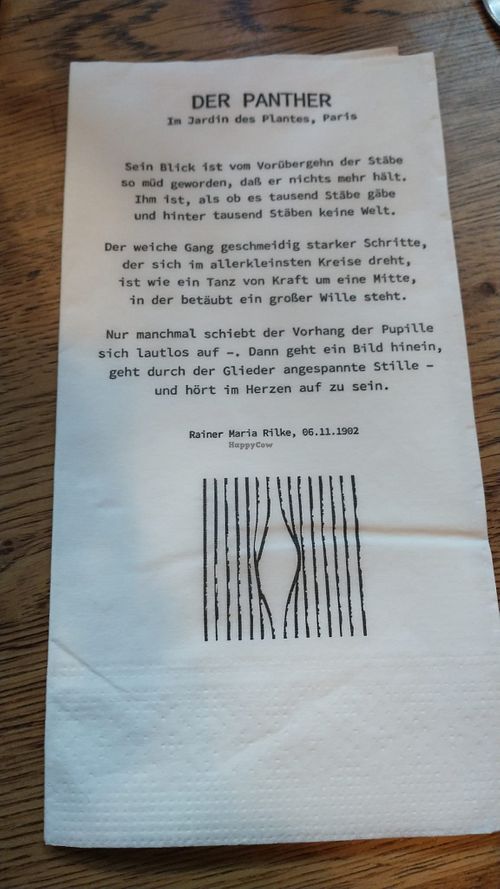 DER PANTHER
Im Jardin des Plantes, Paris
Sein Blick ist vom Vorübergehn der Stäbe
so müd geworden, daß er nichts mehr hält.
Ihm ist, als ob es tausend Stäbe gäbe
und hinter tausend Stäben keine Welt.
Der weiche Gang geschmeidig starker Schritte,
der sich im allerkleinsten Kreise dreht,
ist wie ein Tanz von Kraft um eine Mitte,
in der betäubt ein großer Wille steht.
Nur manchmal schiebt der Vorhang der Pupille
sich lautlos auf –. Dann geht ein Bild hinein,
geht durch der Glieder angespannte Stille –
und hört im Herzen auf zu sein.
Rainer Maria Rilke, 06.11.1902
HappyCow